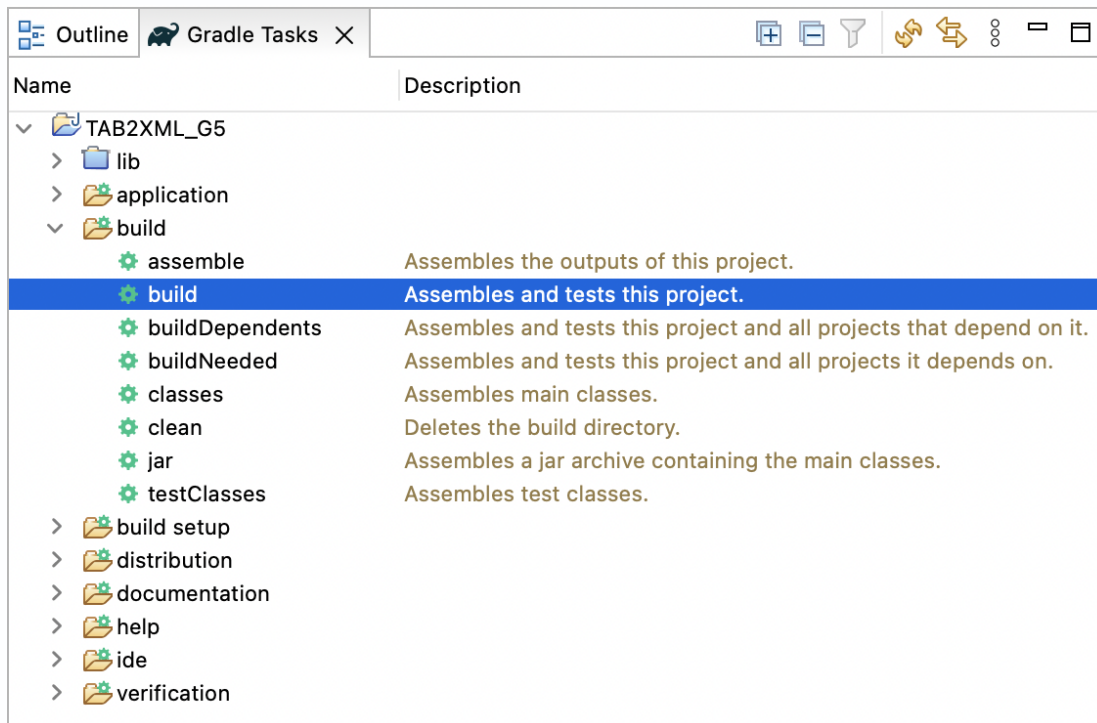 Outline Gradle Tasks
Name Description
TAB2XML_G5
lib
application
build
assemble Assembles the outputs of this project.
build Assembles and tests this project.
buildDependents Assembles and tests this project and all projects that depend on it.
buildNeeded Assembles and tests this project and all projects it depends on.
classes Assembles main classes.
clean Deletes the build directory.
jar Assembles a jar archive containing the main classes.
testClasses Assembles test classes.
build setup
distribution
documentation
help
ide
verification